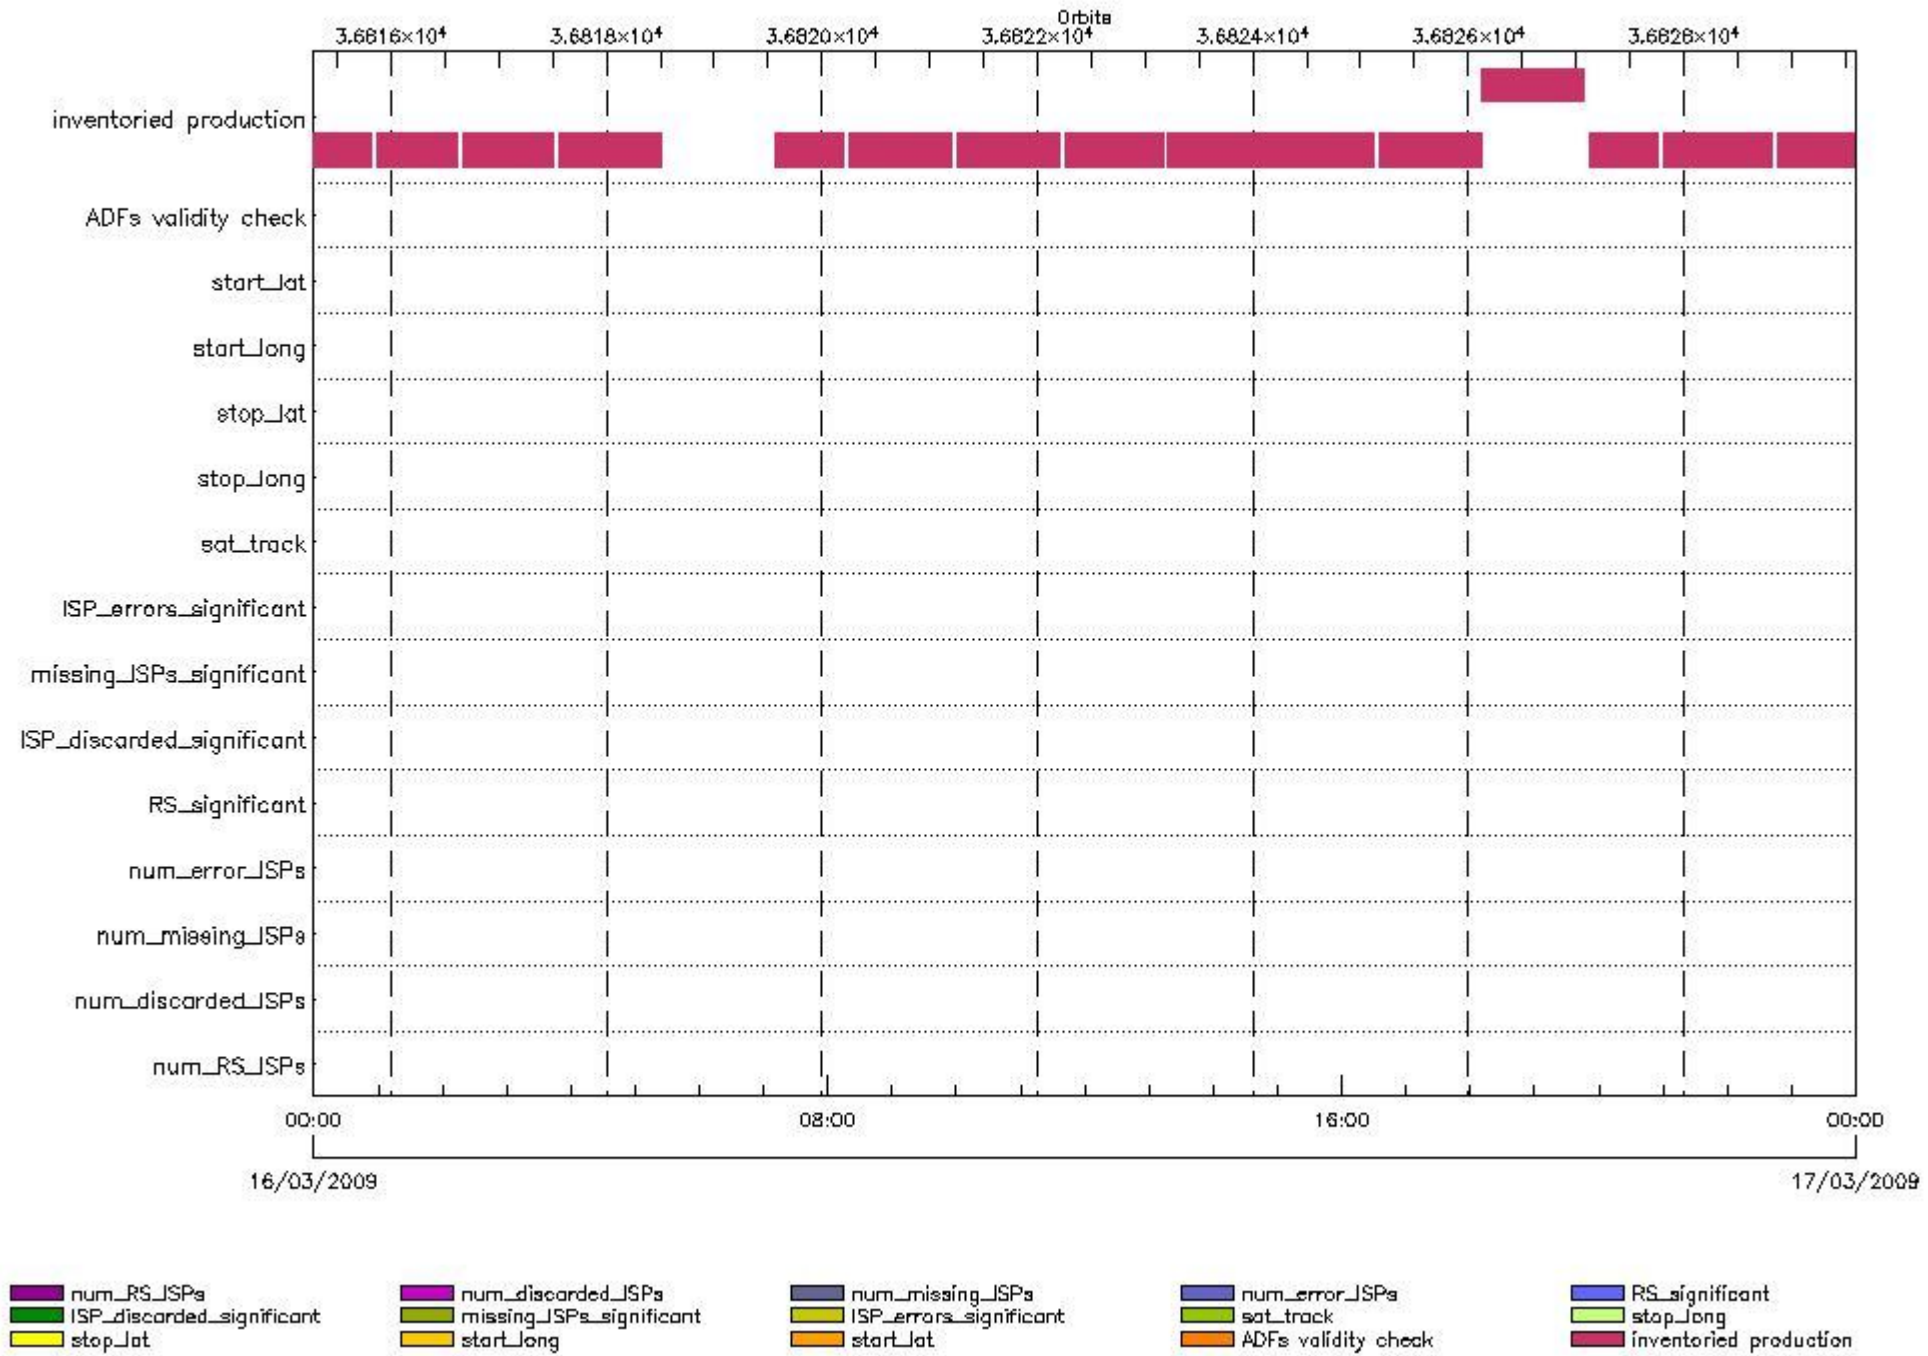 Orbits
3.6816×10⁴ 3.6818×10⁴ 3.6820×10⁴ 3.6822×10⁴ 3.6824×10⁴ 3.6826×10⁴ 3.6828×10⁴
inventoried production
ADFs validity check
start_lat
start_long
stop_lat
stop_long
sat_track
ISP_errors_significant
missing_ISPs_significant
ISP_discarded_significant
RS_significant
num_error_ISPs
num_missing_ISPs
num_discarded_ISPs
num_RS_ISPs
00:00 08:00 16:00 00:00
16/03/2009 17/03/2009
num_RS_ISPs num_discarded_ISPs num_missing_ISPs num_error_ISPs RS_significant
ISP_discarded_significant missing_ISPs_significant ISP_errors_significant sat_track stop_long
stop_lat start_long start_lat ADFs validity check inventoried production